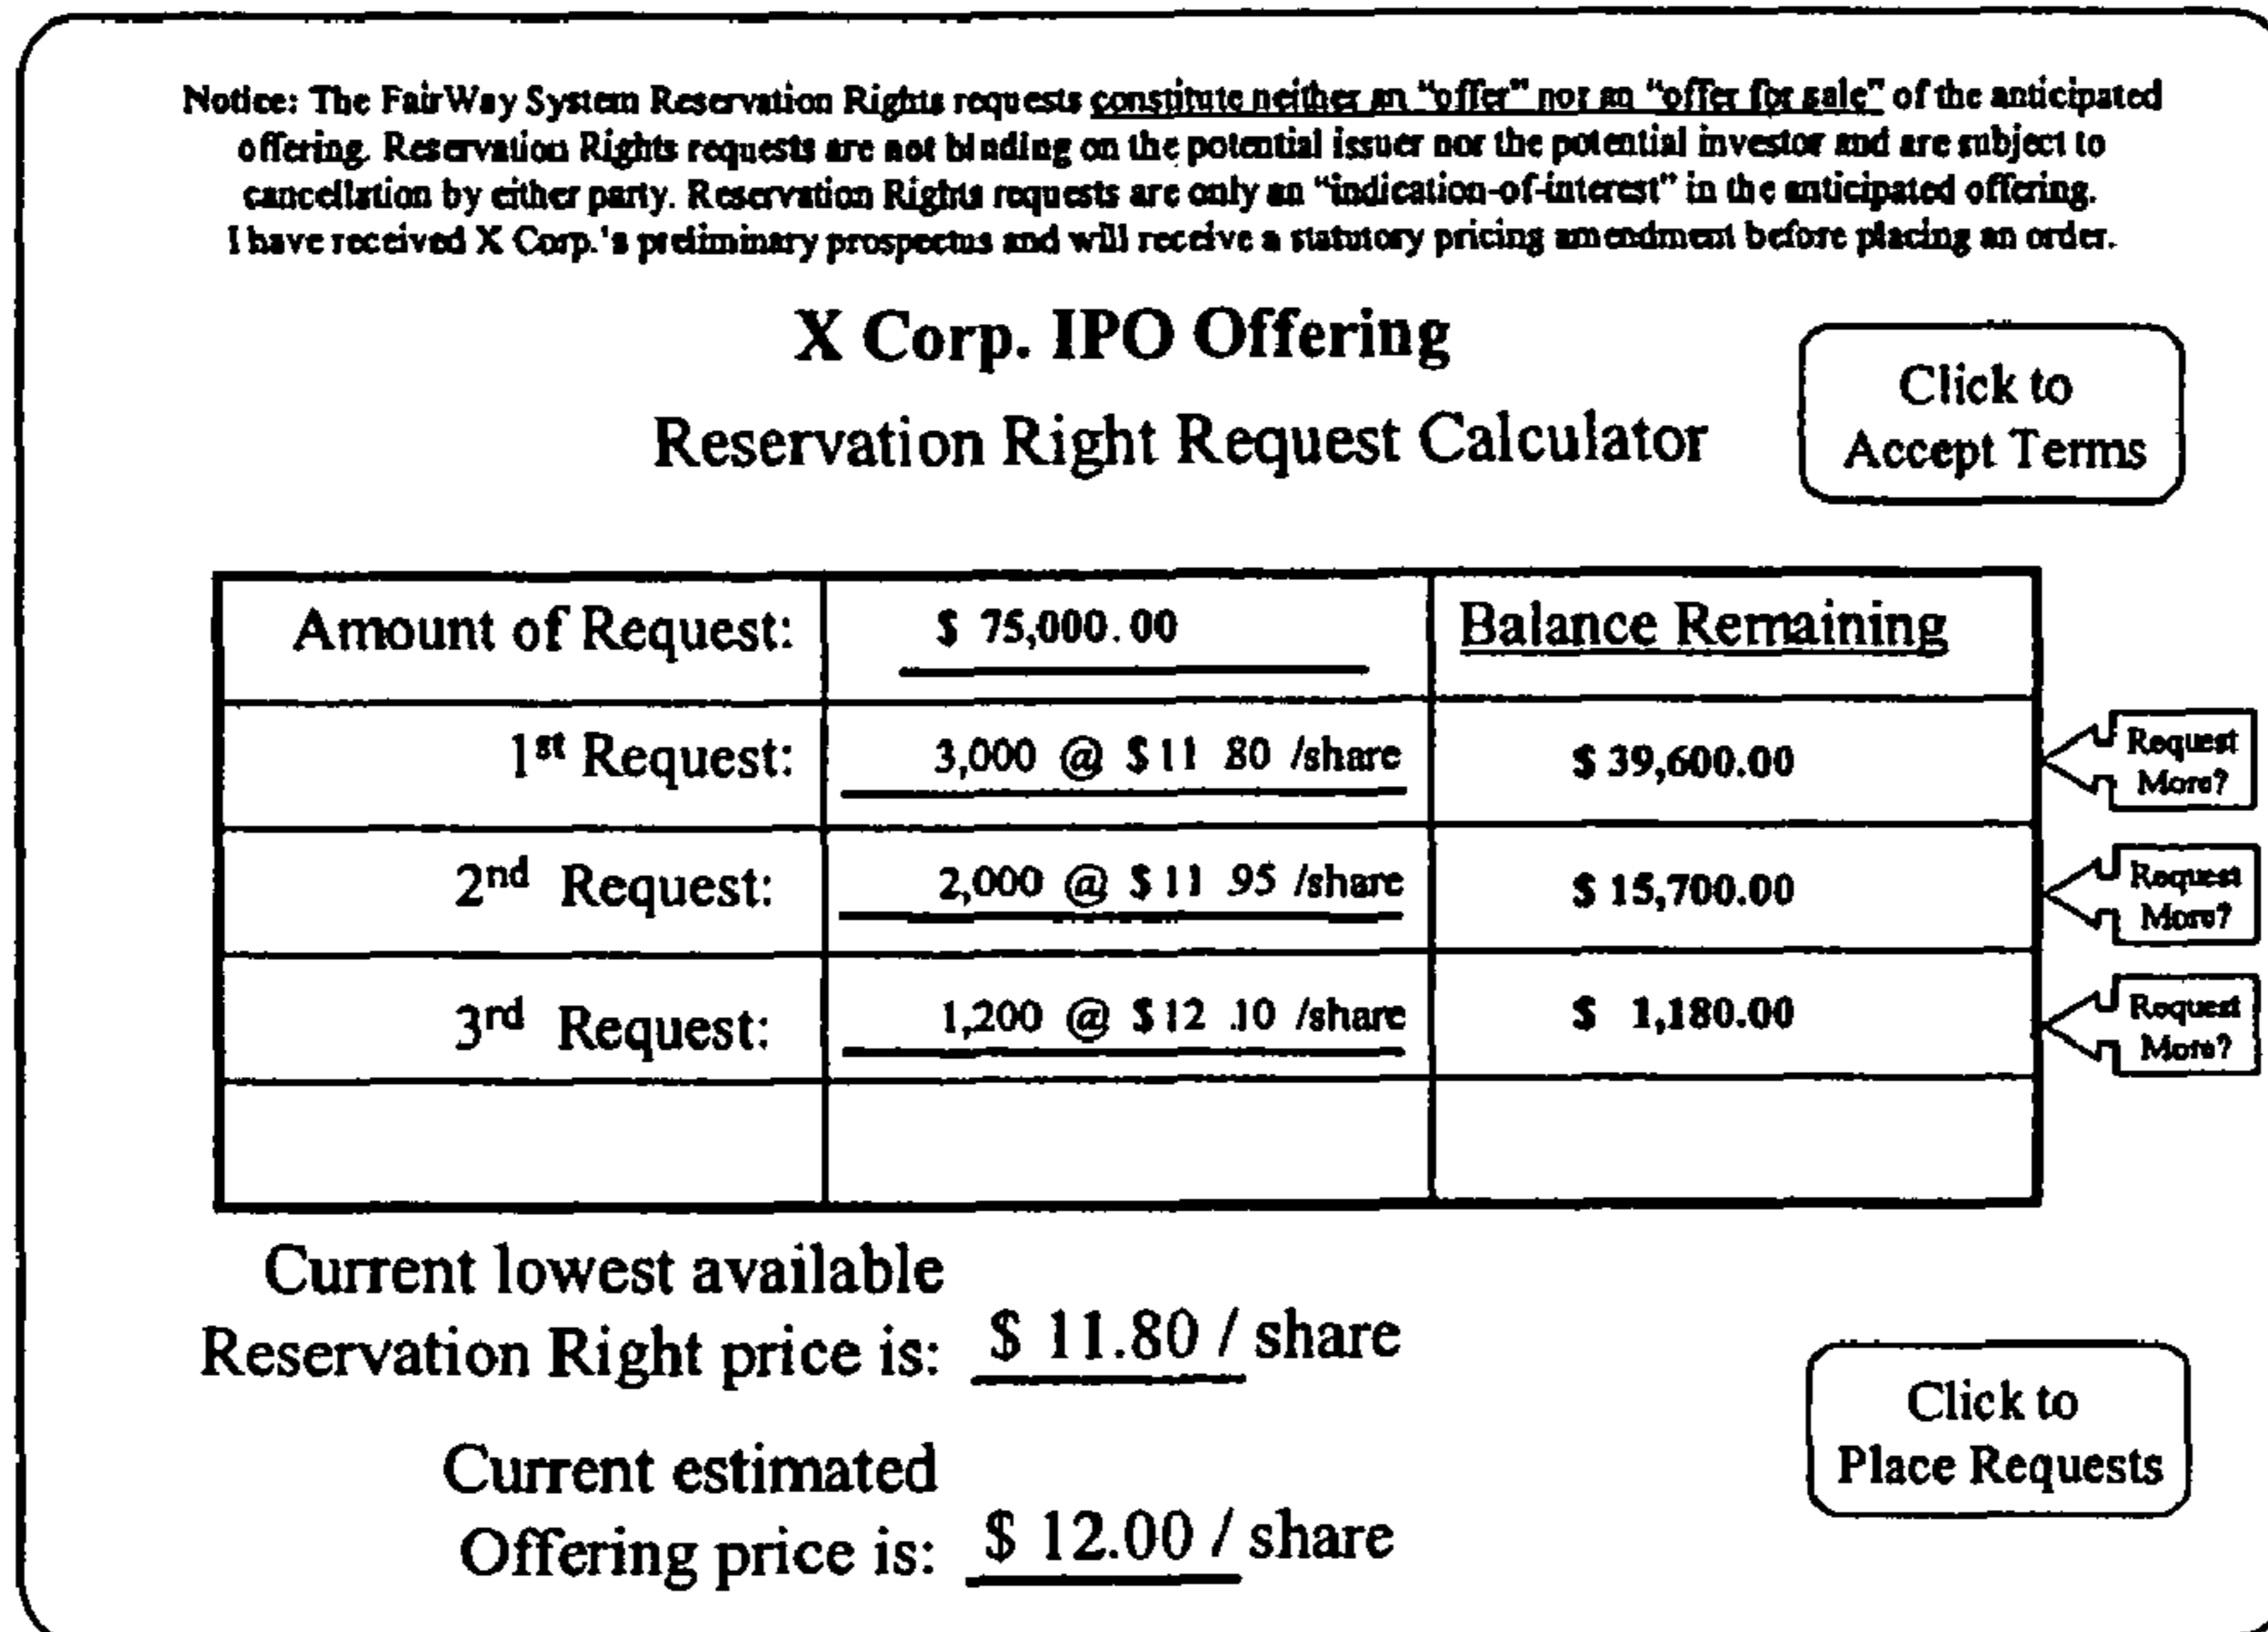 Notice: The FairWay System Reservation Rights requests constitute neither an "offer" nor an "offer for sale" of the anticipated
offering. Reservation Rights requests are not binding on the potential issuer nor the potential investor and are subject to
cancellation by either party. Reservation Rights requests are only an "indication-of-interest" in the anticipated offering.
I have received X Corp.'s preliminary prospectus and will receive a statutory pricing amendment before placing an order.
X Corp. IPO Offering
Reservation Right Request Calculator
Click to
Accept Terms
Amount of Request: $ 75,000.00 Balance Remaining
1st Request: 3,000 @ $11 80 /share $ 39,600.00
Request
More?
2nd Request: 2,000 @ $11 .95 /share $ 15,700.00
Request
More?
3rd Request: 1,200 @ $12 .10 /share $ 1,180.00
Request
More?
Current lowest available
Reservation Right price is: $ 11.80 / share
Current estimated
Offering price is: $ 12.00 / share
Click to
Place Requests